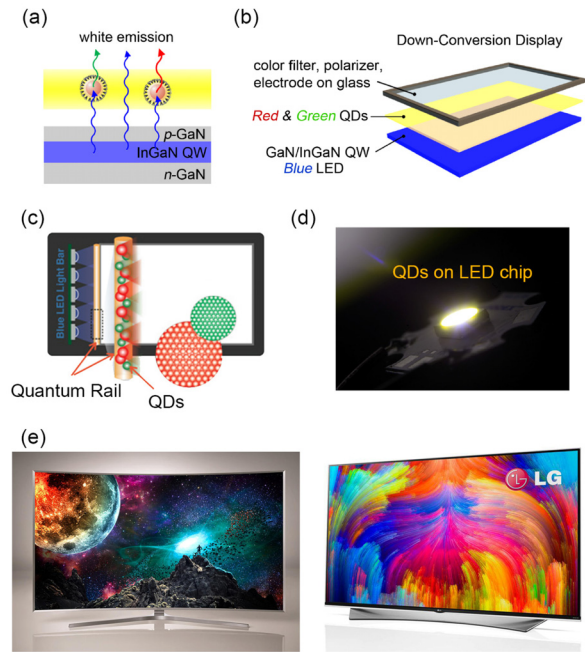 (a)
white emission
p-GaN
InGaN QW
n-GaN
(b)
Down-Conversion Display
color filter, polarizer,
electrode on glass
Red & Green QDs
GaN/InGaN QW
Blue LED
(c)
Blue LED Light Bar
Quantum Rail
QDs
(d)
QDs on LED chip
(e)
LG